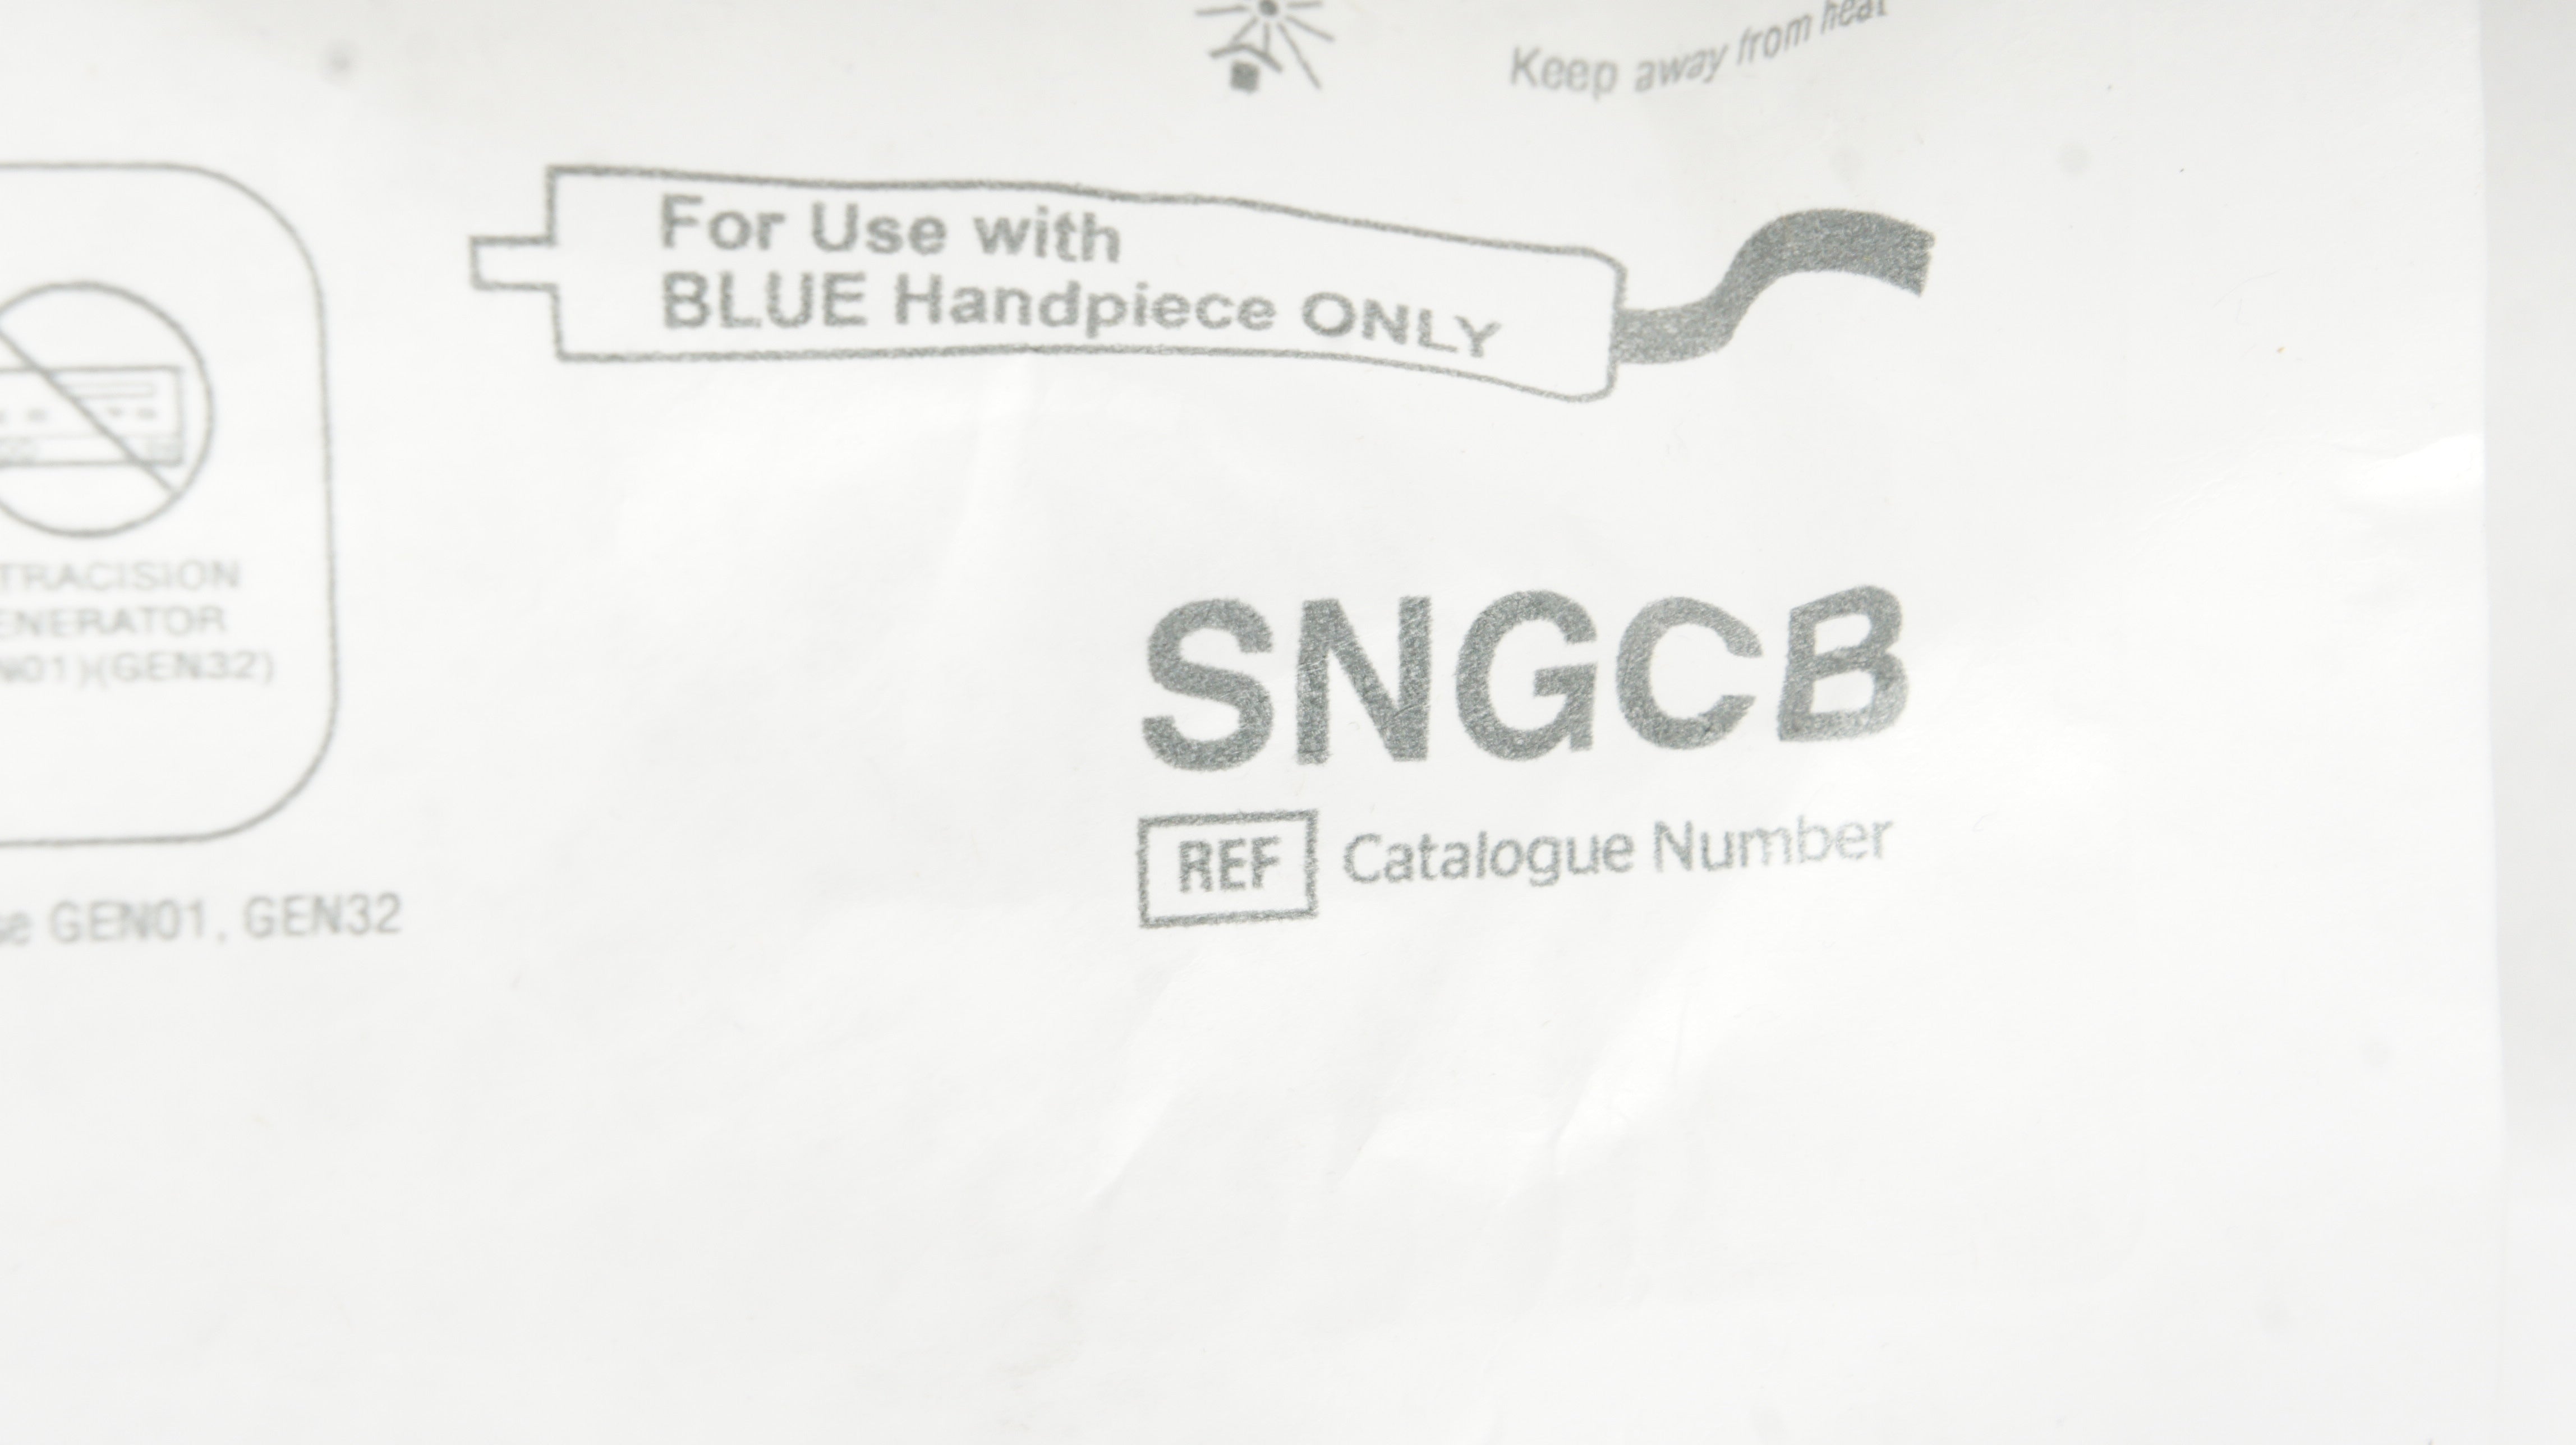 Keep away from heat
For Use with
BLUE Handpiece ONLY
TRACISION
ENERATOR
N01)(GEN32)
SNGCB
REF Catalogue Number
se GEN01, GEN32